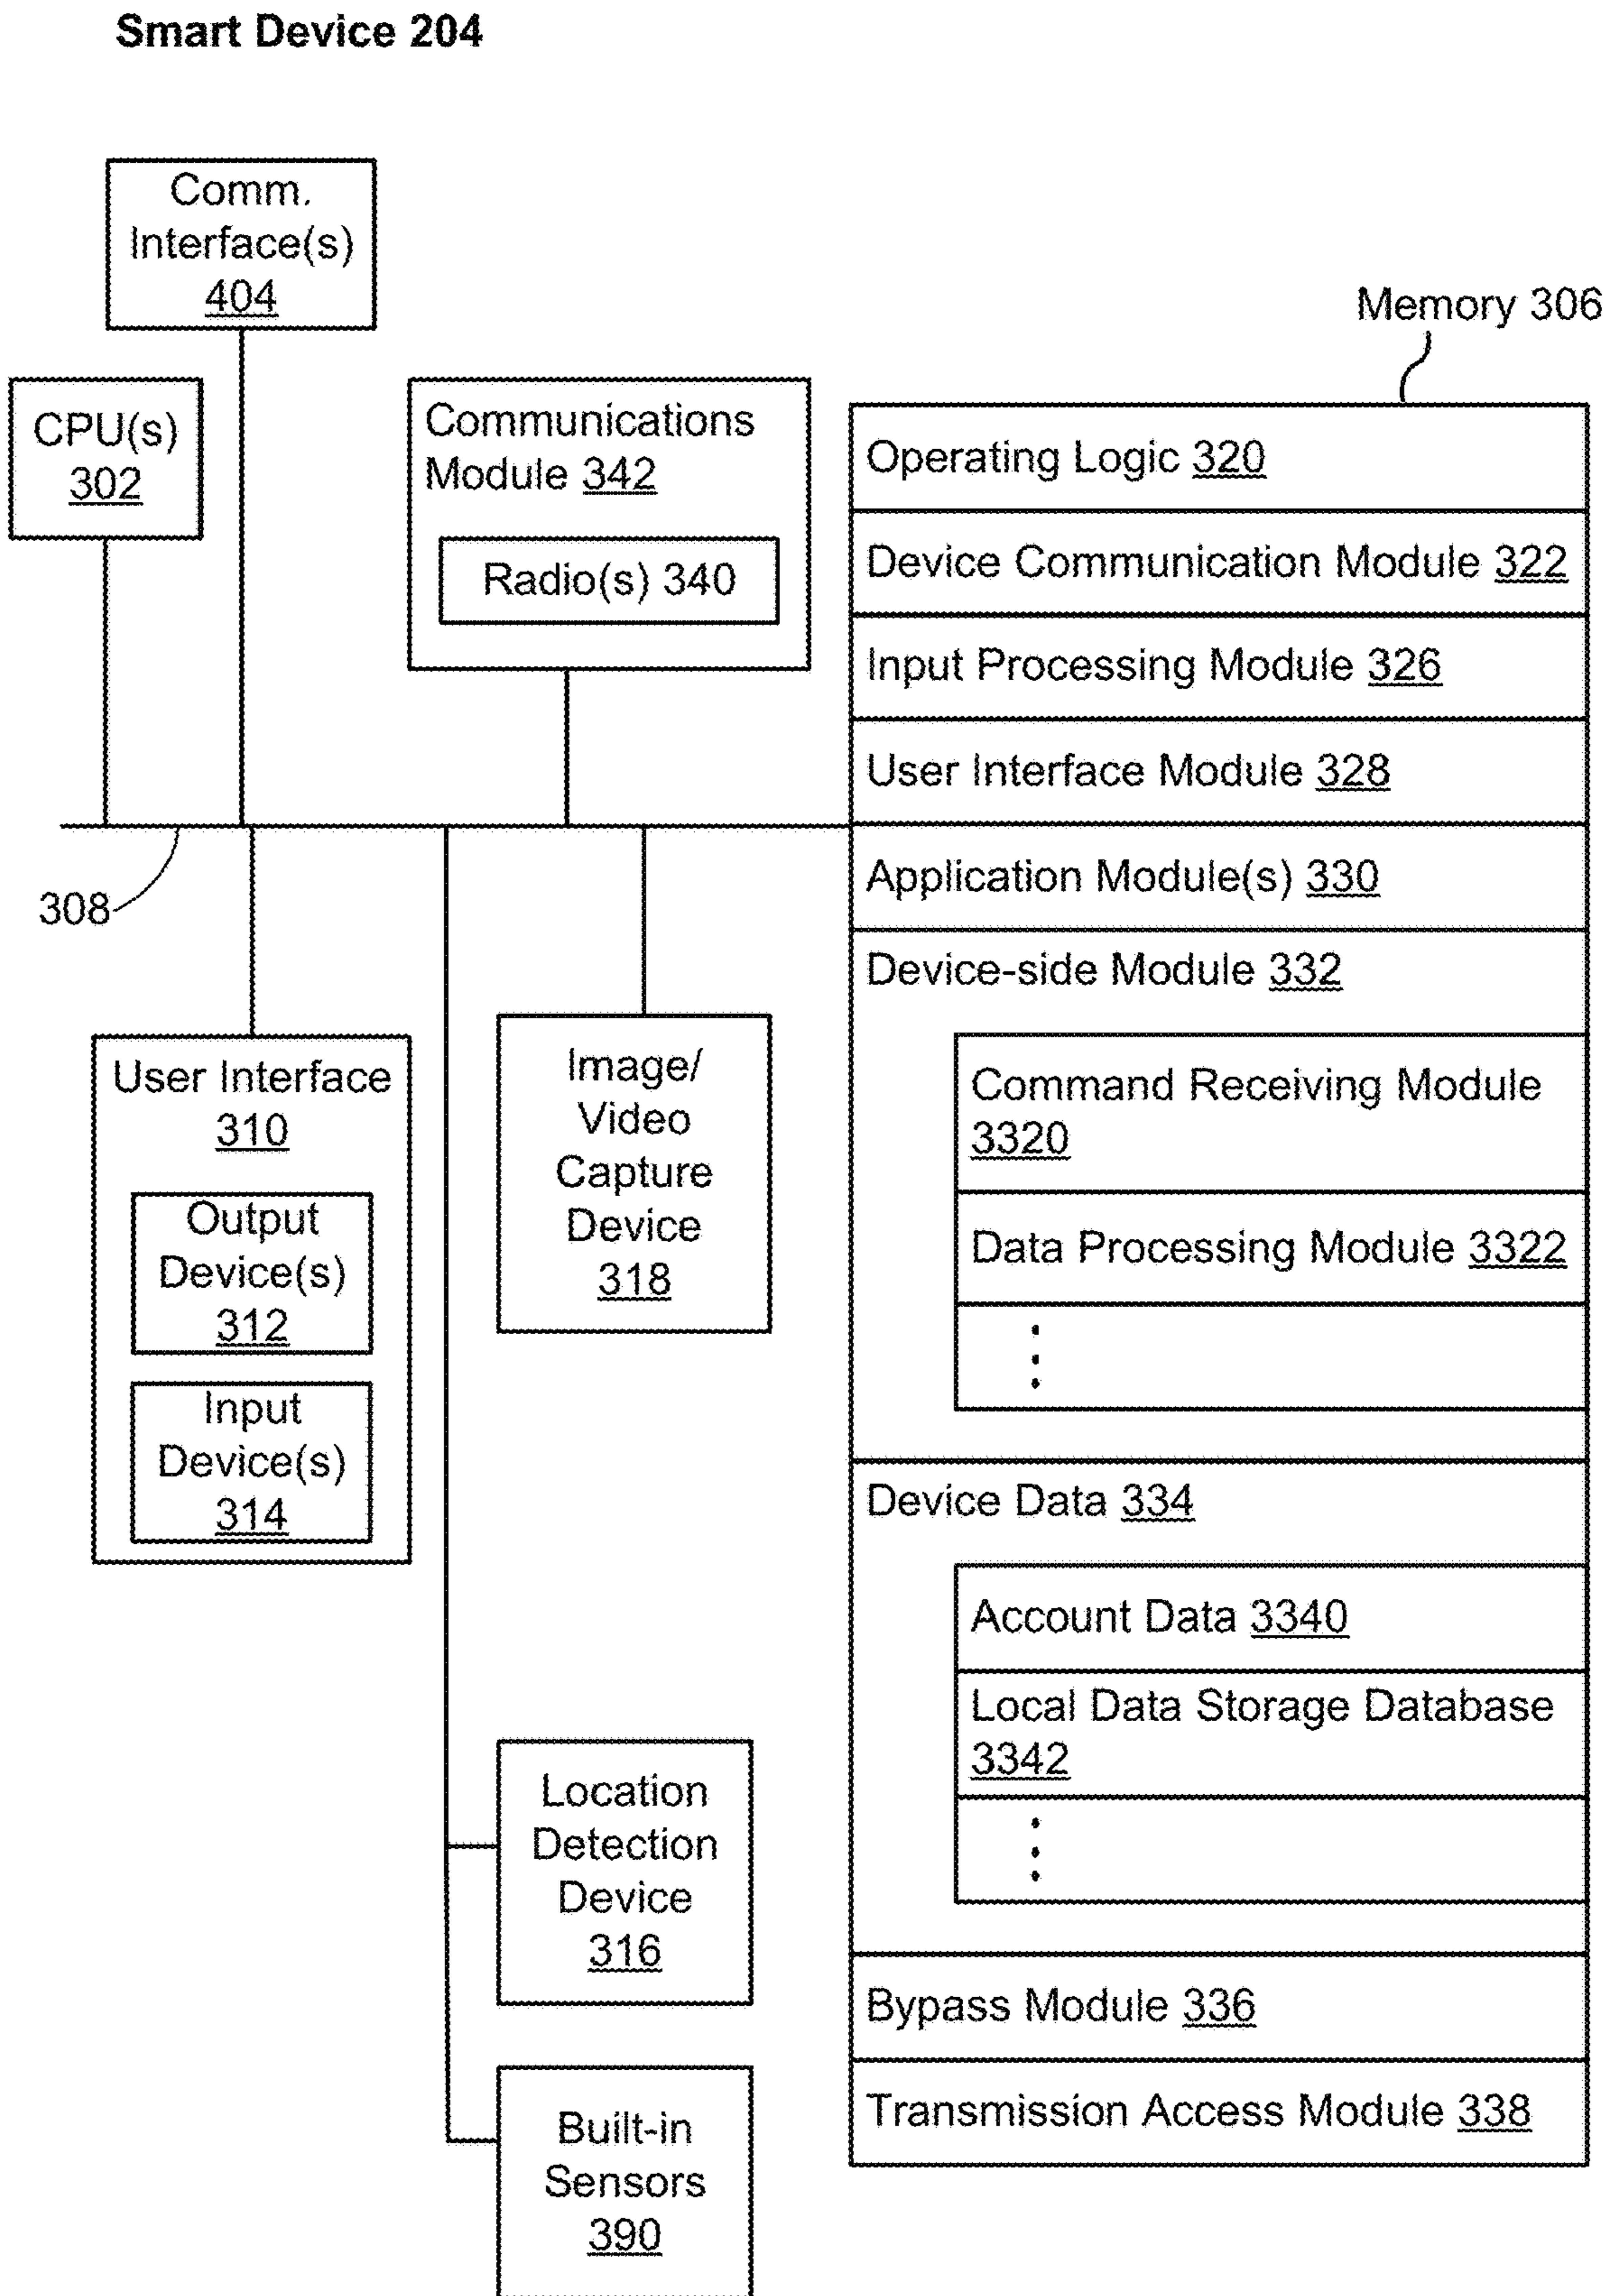 Smart Device 204
Comm.
Interface(s)
404
Memory 306
CPU(s)
302
Communications
Module 342
Radio(s) 340
Operating Logic 320
Device Communication Module 322
Input Processing Module 326
User Interface Module 328
Application Module(s) 330
308
Device-side Module 332
Command Receiving Module
3320
Data Processing Module 3322
User Interface
310
Output
Device(s)
312
Input
Device(s)
314
Image/
Video
Capture
Device
318
Device Data 334
Account Data 3340
Local Data Storage Database
3342
Location
Detection
Device
316
Bypass Module 336
Transmission Access Module 338
Built-in
Sensors
390